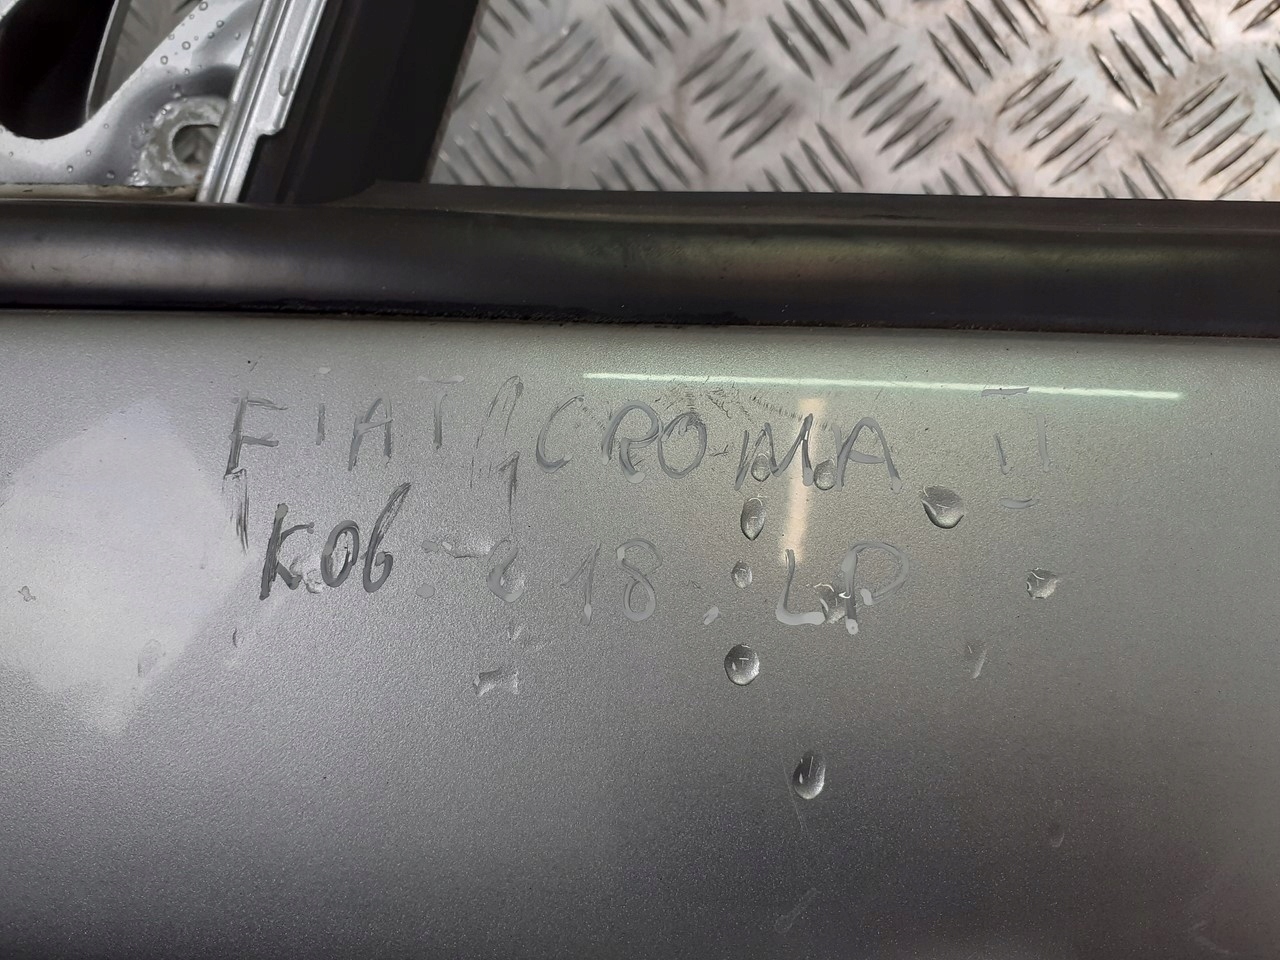 FIAT CROMA II
K06 18. LP